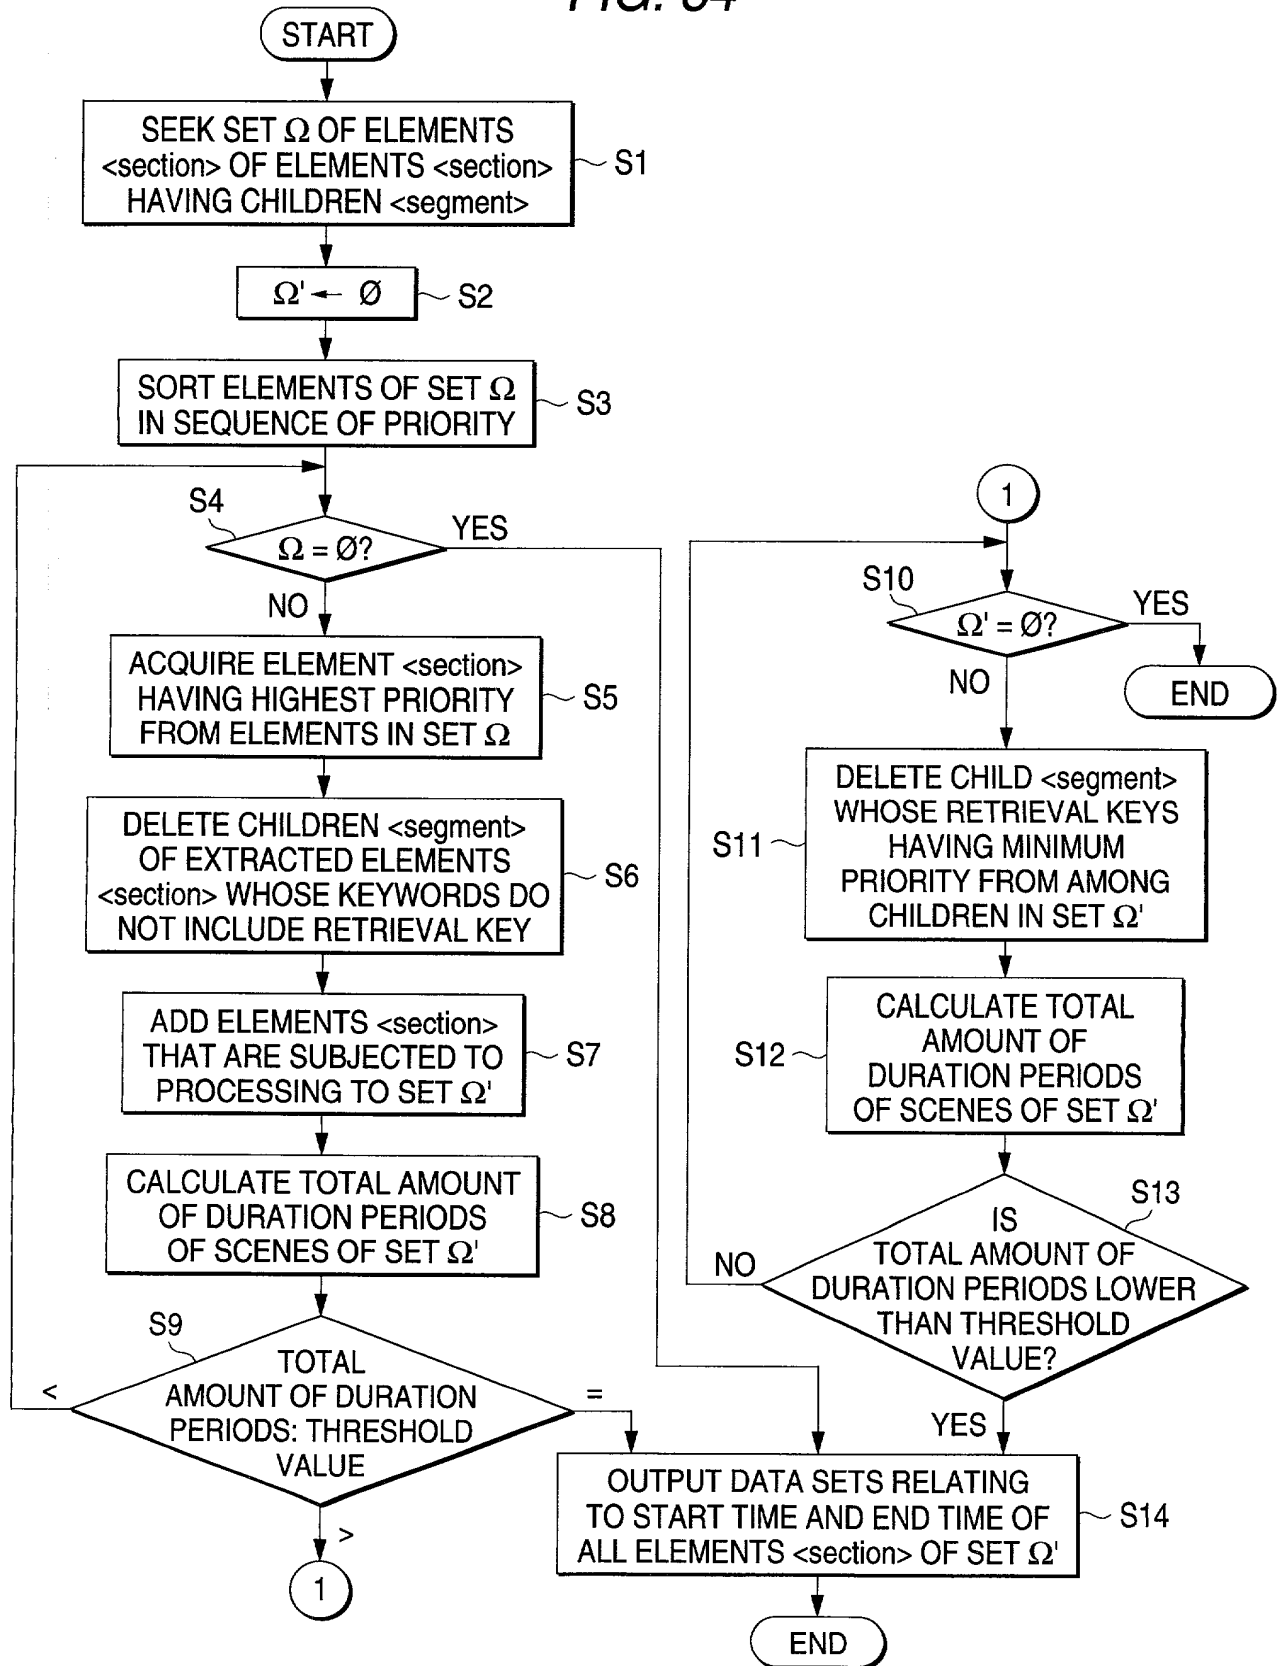 FIG. 34
START
SEEK SET Ω OF ELEMENTS
<section> OF ELEMENTS <section>
HAVING CHILDREN <segment>
S1
Ω' ← Ø
S2
SORT ELEMENTS OF SET Ω
IN SEQUENCE OF PRIORITY
S3
S4
Ω = Ø?
YES
NO
ACQUIRE ELEMENT <section>
HAVING HIGHEST PRIORITY
FROM ELEMENTS IN SET Ω
S5
DELETE CHILDREN <segment>
OF EXTRACTED ELEMENTS
<section> WHOSE KEYWORDS DO
NOT INCLUDE RETRIEVAL KEY
S6
ADD ELEMENTS <section>
THAT ARE SUBJECTED TO
PROCESSING TO SET Ω'
S7
CALCULATE TOTAL AMOUNT
OF DURATION PERIODS
OF SCENES OF SET Ω'
S8
S9
TOTAL
AMOUNT OF DURATION
PERIODS: THRESHOLD
VALUE
<
=
>
1
1
S10
Ω' = Ø?
YES
END
NO
DELETE CHILD <segment>
WHOSE RETRIEVAL KEYS
HAVING MINIMUM
PRIORITY FROM AMONG
CHILDREN IN SET Ω'
S11
CALCULATE TOTAL
AMOUNT OF
DURATION PERIODS
OF SCENES OF SET Ω'
S12
S13
IS
TOTAL AMOUNT OF
DURATION PERIODS LOWER
THAN THRESHOLD
VALUE?
NO
YES
OUTPUT DATA SETS RELATING
TO START TIME AND END TIME OF
ALL ELEMENTS <section> OF SET Ω'
S14
END